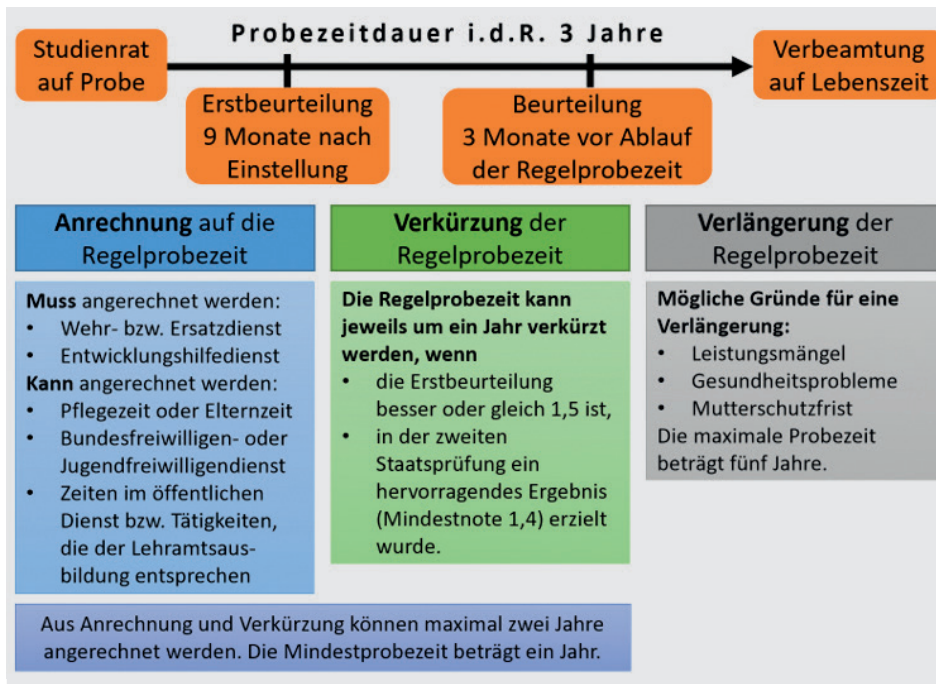 Probezeitdauer i.d.R. 3 Jahre
Studienrat
auf Probe
Verbeamtung
auf Lebenszeit
Erstbeurteilung
9 Monate nach
Einstellung
Beurteilung
3 Monate vor Ablauf
der Regelprobezeit
Anrechnung auf die
Regelprobezeit
Muss angerechnet werden:
• Wehr- bzw. Ersatzdienst
• Entwicklungshilfedienst
Kann angerechnet werden:
• Pflegezeit oder Elternzeit
• Bundesfreiwilligen- oder
Jugendfreiwilligendienst
• Zeiten im öffentlichen
Dienst bzw. Tätigkeiten,
die der Lehramtsaus-
bildung entsprechen
Verkürzung der
Regelprobezeit
Die Regelprobezeit kann
jeweils um ein Jahr verkürzt
werden, wenn
• die Erstbeurteilung
besser oder gleich 1,5 ist,
• in der zweiten
Staatsprüfung ein
hervorragendes Ergebnis
(Mindestnote 1,4) erzielt
wurde.
Verlängerung der
Regelprobezeit
Mögliche Gründe für eine
Verlängerung:
• Leistungsmängel
• Gesundheitsprobleme
• Mutterschutzfrist
Die maximale Probezeit
beträgt fünf Jahre.
Aus Anrechnung und Verkürzung können maximal zwei Jahre
angerechnet werden. Die Mindestprobezeit beträgt ein Jahr.